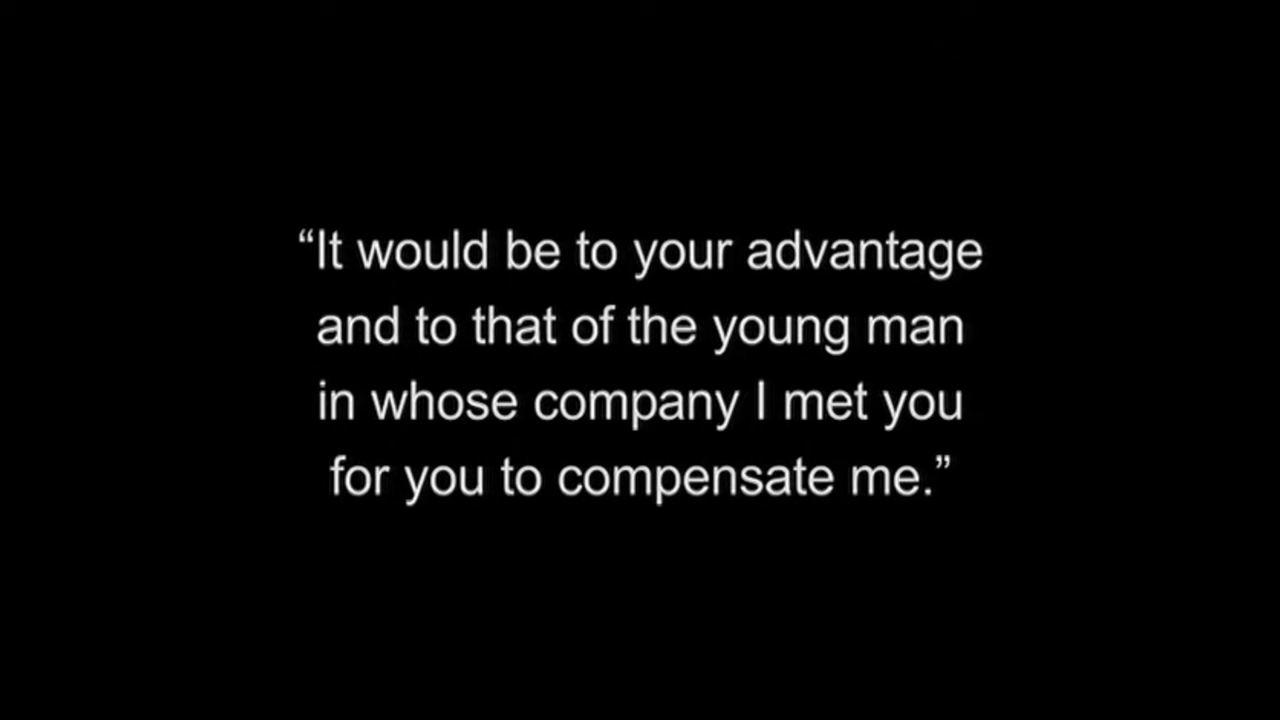 “It would be to your advantage
and to that of the young man
in whose company I met you
for you to compensate me.”